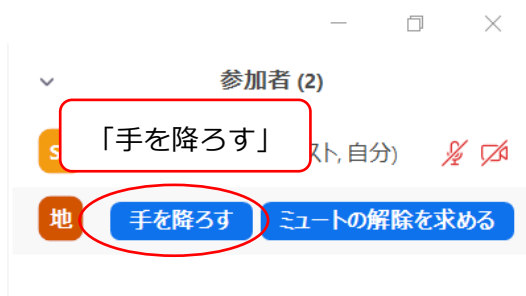 参加者 (2)
「手を降ろす」
S
スト, 自分)
地
手を降ろす
ミュートの解除を求める